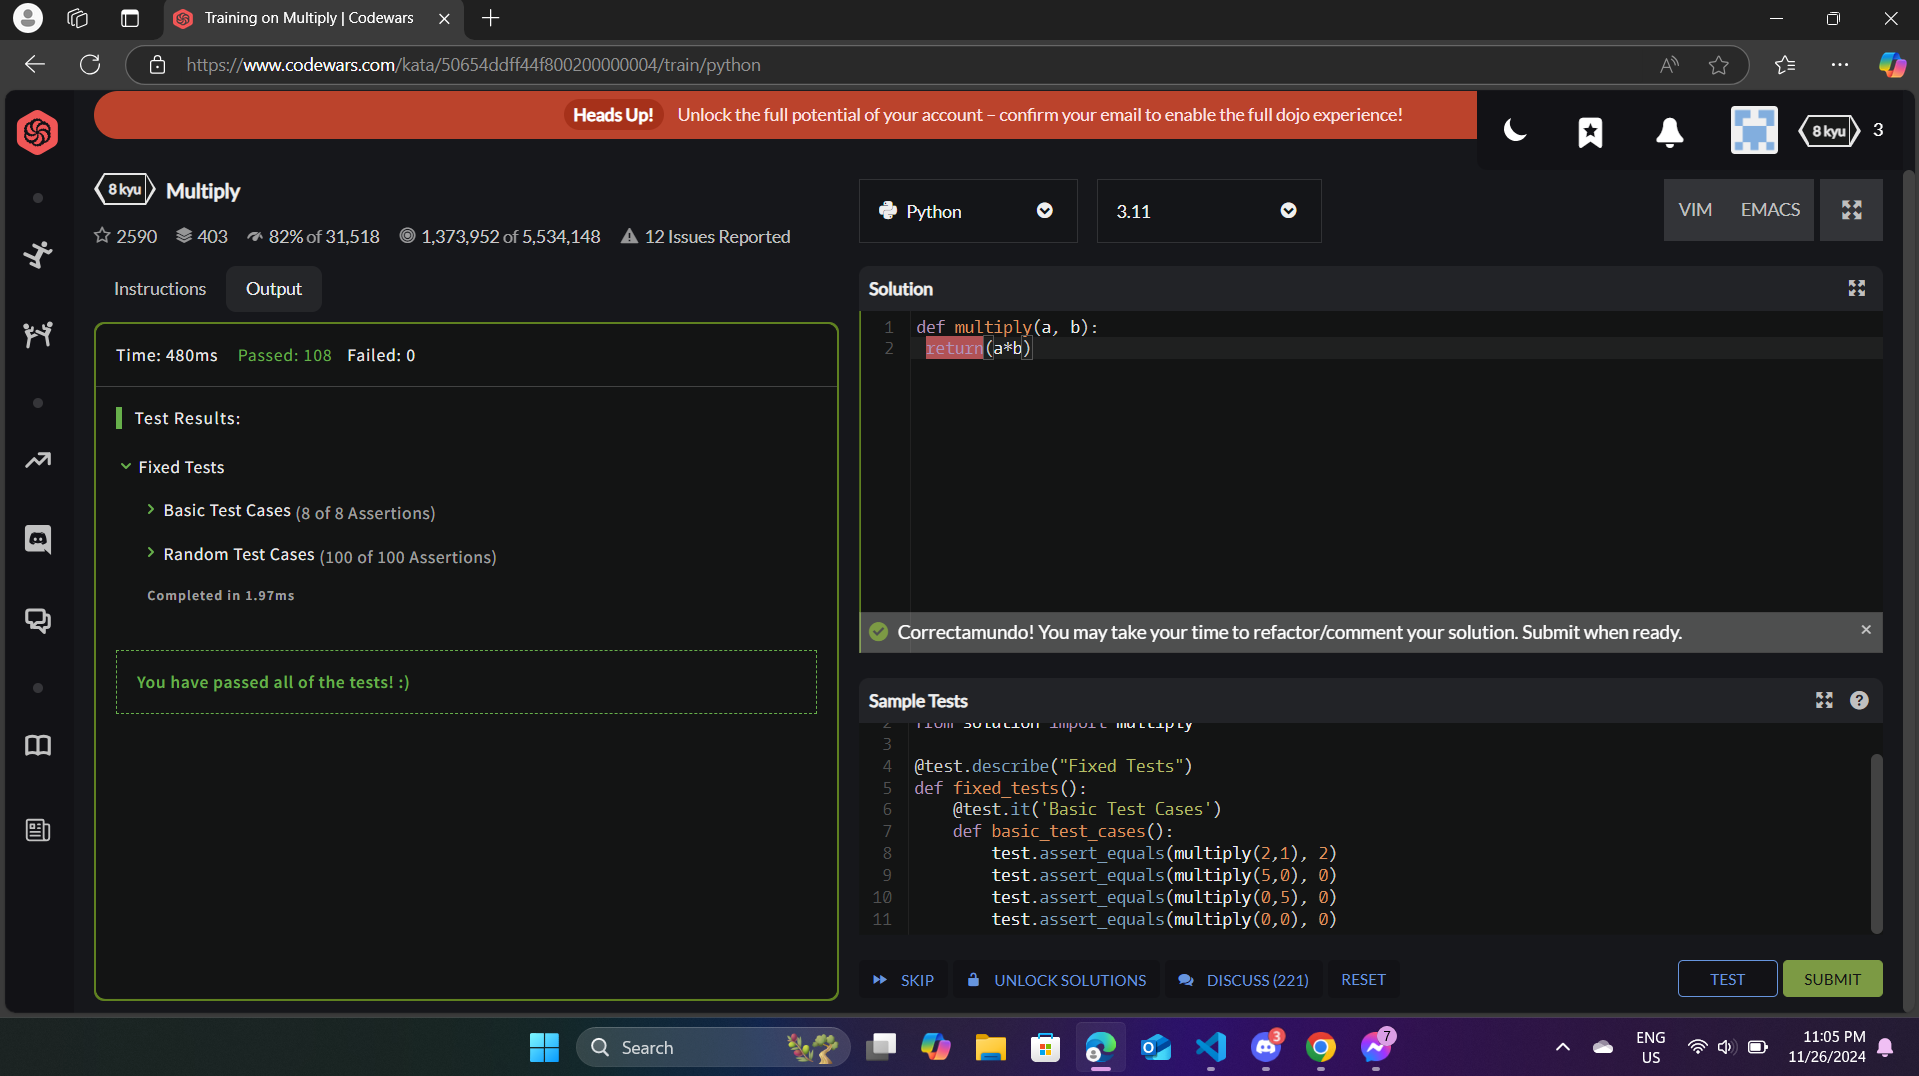 Training on Multiply | Codewars
https://www.codewars.com/kata/50654ddff44f800200000004/train/python
Heads Up! Unlock the full potential of your account – confirm your email to enable the full dojo experience!
8 kyu 3
8 kyu Multiply
2590 403 82% of 31,518 1,373,952 of 5,534,148 12 Issues Reported
Python
3.11
VIM EMACS
Instructions Output
Time: 480ms Passed: 108 Failed: 0
Test Results:
Fixed Tests
Basic Test Cases (8 of 8 Assertions)
Random Test Cases (100 of 100 Assertions)
Completed in 1.97ms
You have passed all of the tests! :)
Solution
1 def multiply(a, b):
2 return(a*b)
Correctamundo! You may take your time to refactor/comment your solution. Submit when ready.
Sample Tests
2 from solution import multiply
3
4 @test.describe("Fixed Tests")
5 def fixed_tests():
6 @test.it('Basic Test Cases')
7 def basic_test_cases():
8 test.assert_equals(multiply(2,1), 2)
9 test.assert_equals(multiply(5,0), 0)
10 test.assert_equals(multiply(0,5), 0)
11 test.assert_equals(multiply(0,0), 0)
SKIP UNLOCK SOLUTIONS DISCUSS (221) RESET
TEST SUBMIT
Search
3
7
ENG
US
11:05 PM
11/26/2024